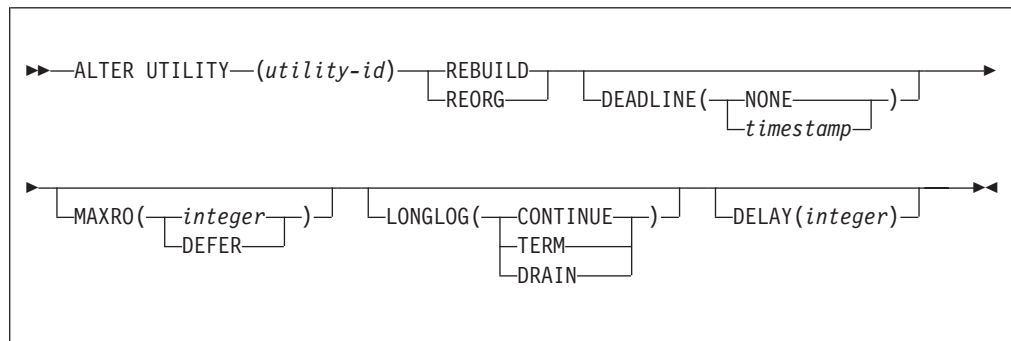 ALTER UTILITY (utility-id) REBUILD
REORG DEADLINE( NONE )
timestamp
MAXRO( integer ) LONGLOG( CONTINUE ) DELAY(integer)
DEFER TERM
DRAIN